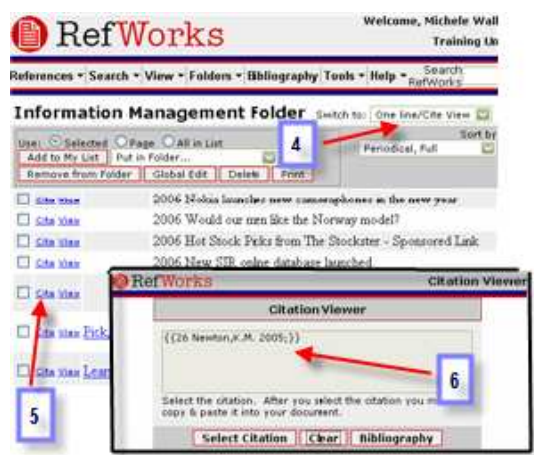 RefWorks
Welcome, Michele Wall
Training Un
References Search View Folders Bibliography Tools Help Search RefWorks
Information Management Folder Switch to: One line/Cite View
4
Sort by
Use: Selected Page All in List
Periodical, Full
Add to My List Put in Folder...
Remove from Folder Global Edit Delete Print
Cite View 2006 Nokia launches new cameraphones in the new year
Cite View 2006 Would our men like the Norway model?
Cite View 2006 Hot Stock Picks from The Stockster - Sponsored Link
Cite View 2006 New SIR online database launched
Cite View
Cite View Pick,
Cite View Lear
5
RefWorks Citation Viewer
Citation Viewer
{{26 Newton,K.M. 2005;}}
6
Select the citation. After you select the citation you m
copy & paste it into your document.
Select Citation Clear Bibliography